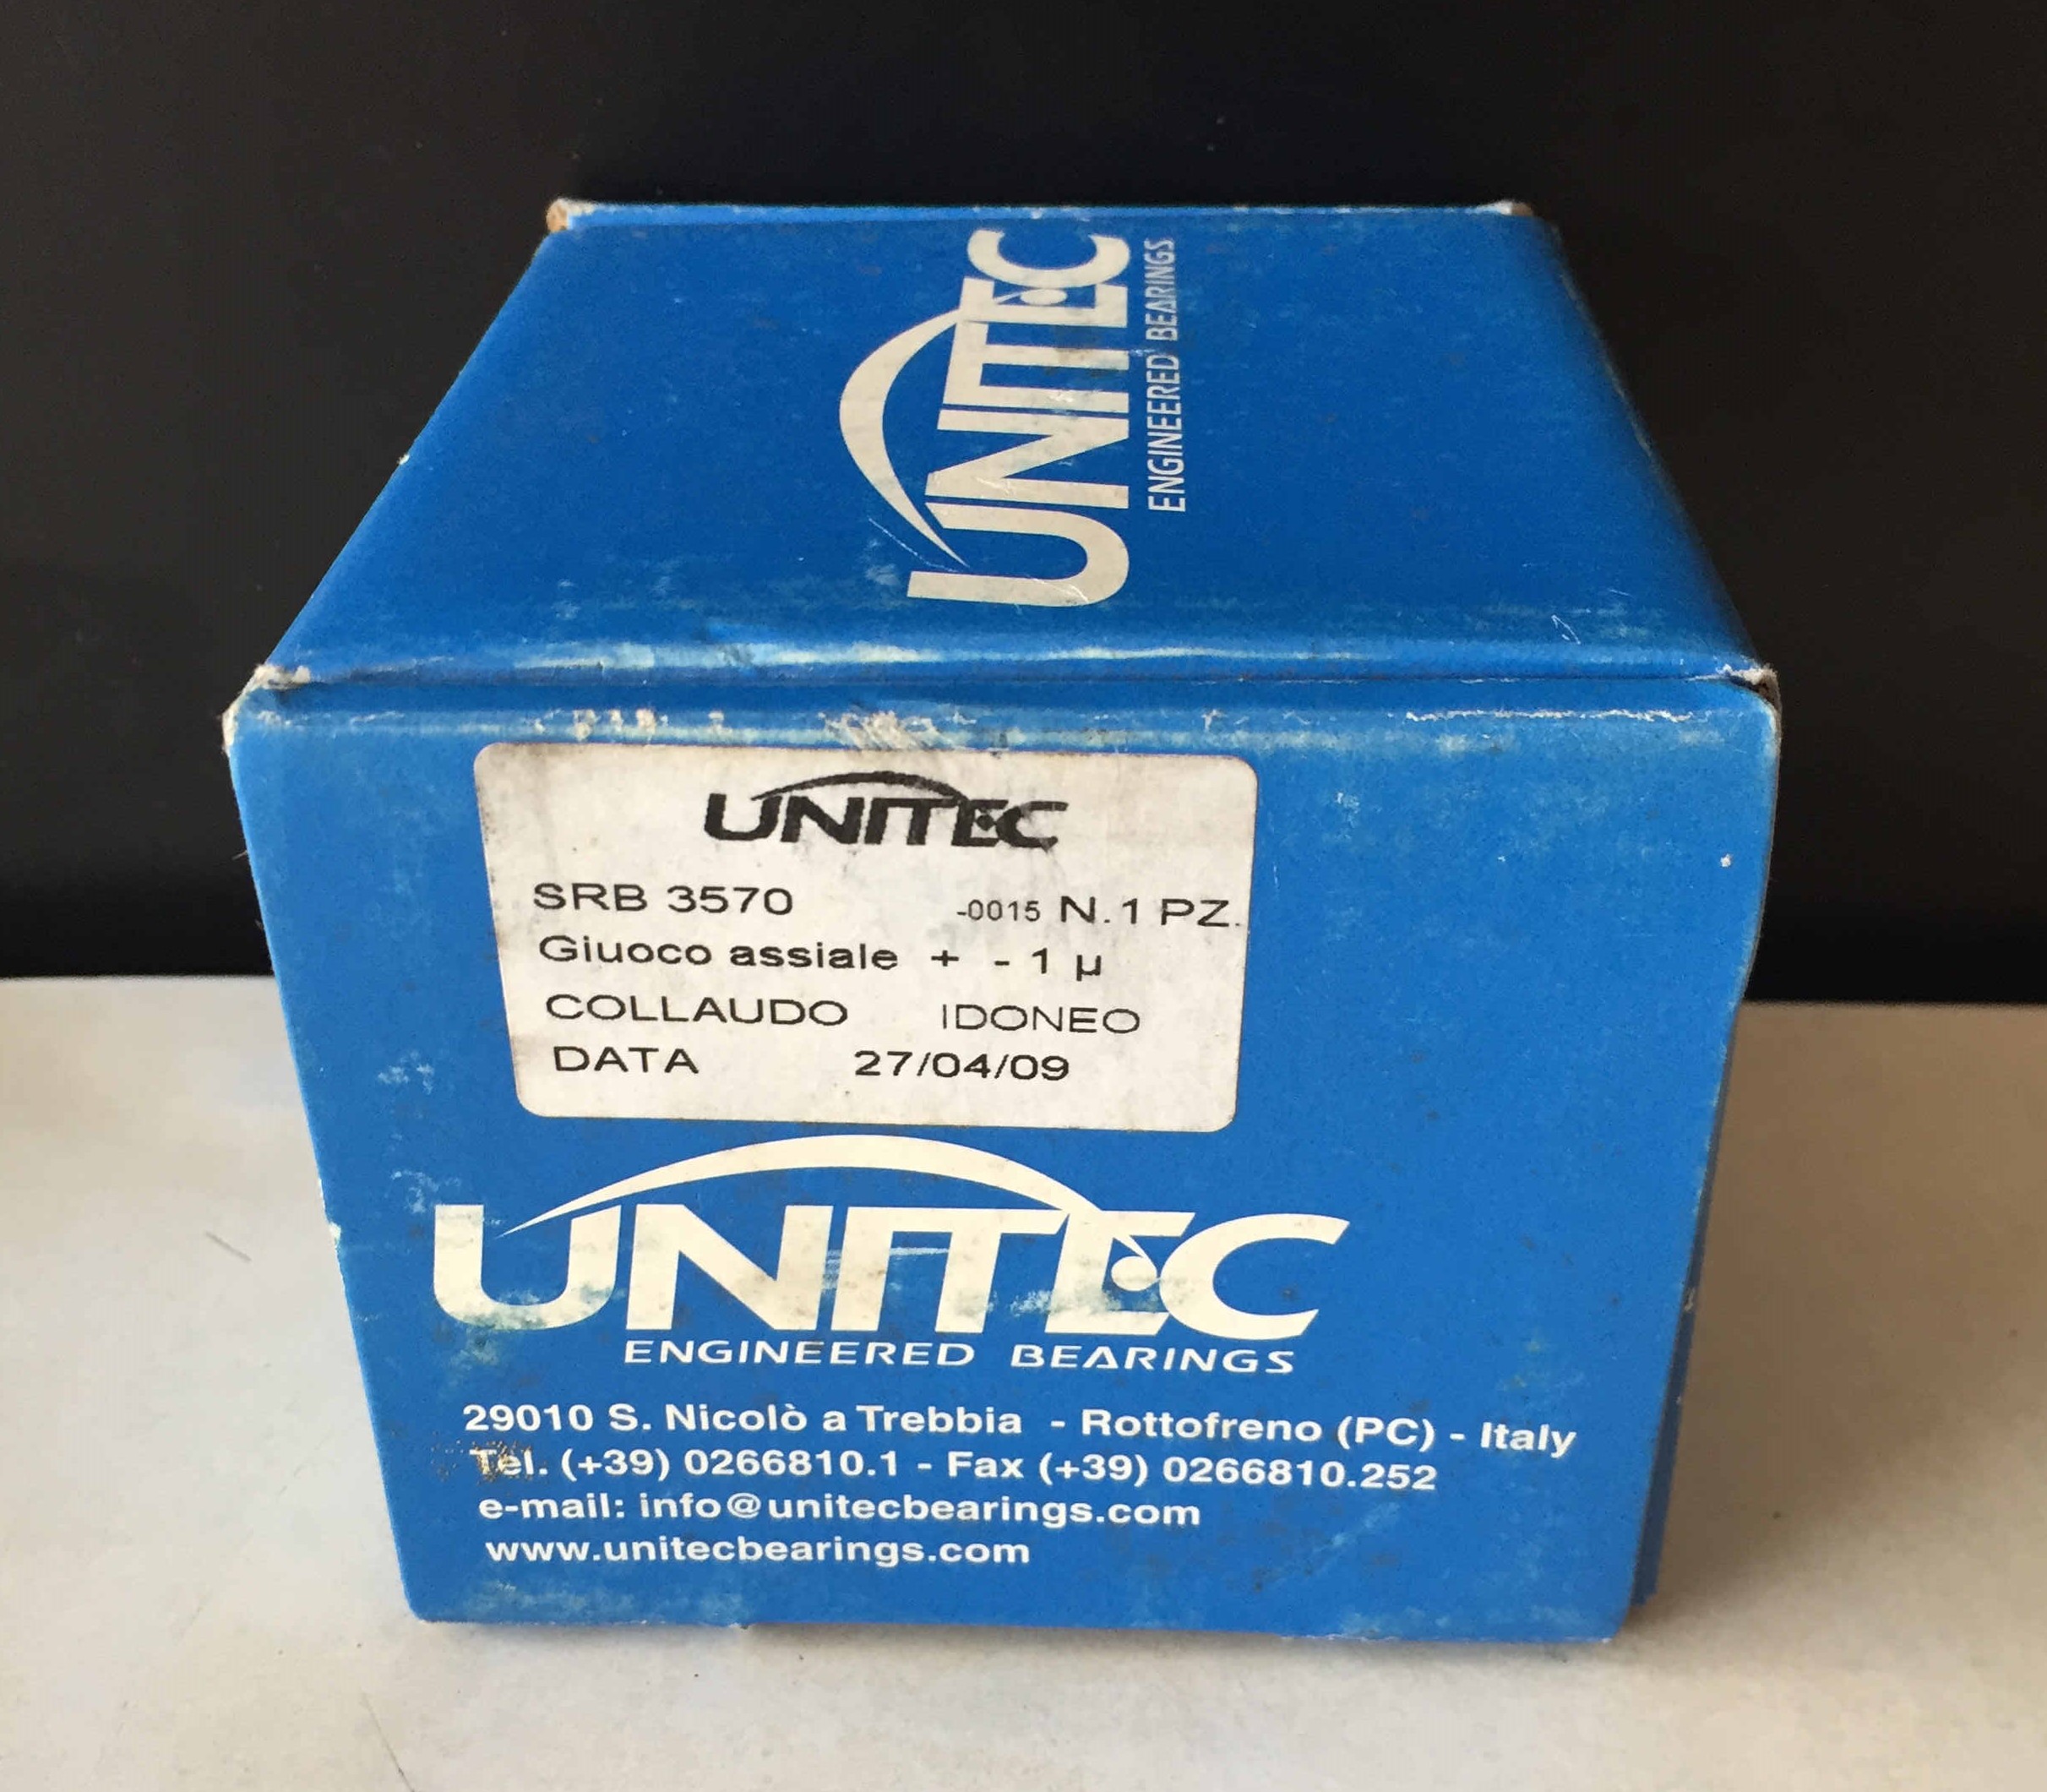 UNITEC
ENGINEERED BEARINGS
UNITEC
SRB 3570 -0015 N.1 PZ.
Giuoco assiale + - 1 µ
COLLAUDO IDONEO
DATA 27/04/09
UNITEC
ENGINEERED BEARINGS
29010 S. Nicolò a Trebbia - Rottofreno (PC) - Italy
Tel. (+39) 0266810.1 - Fax (+39) 0266810.252
e-mail: info@unitecbearings.com
www.unitecbearings.com